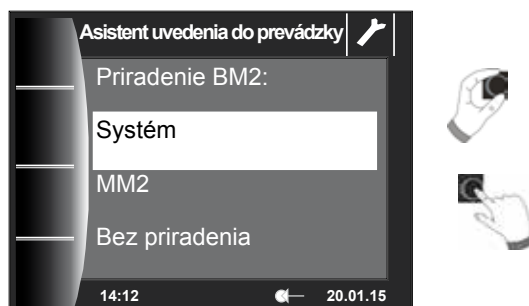 Asistent uvedenia do prevádzky
Priradenie BM2:
Systém
MM2
Bez priradenia
14:12 20.01.15